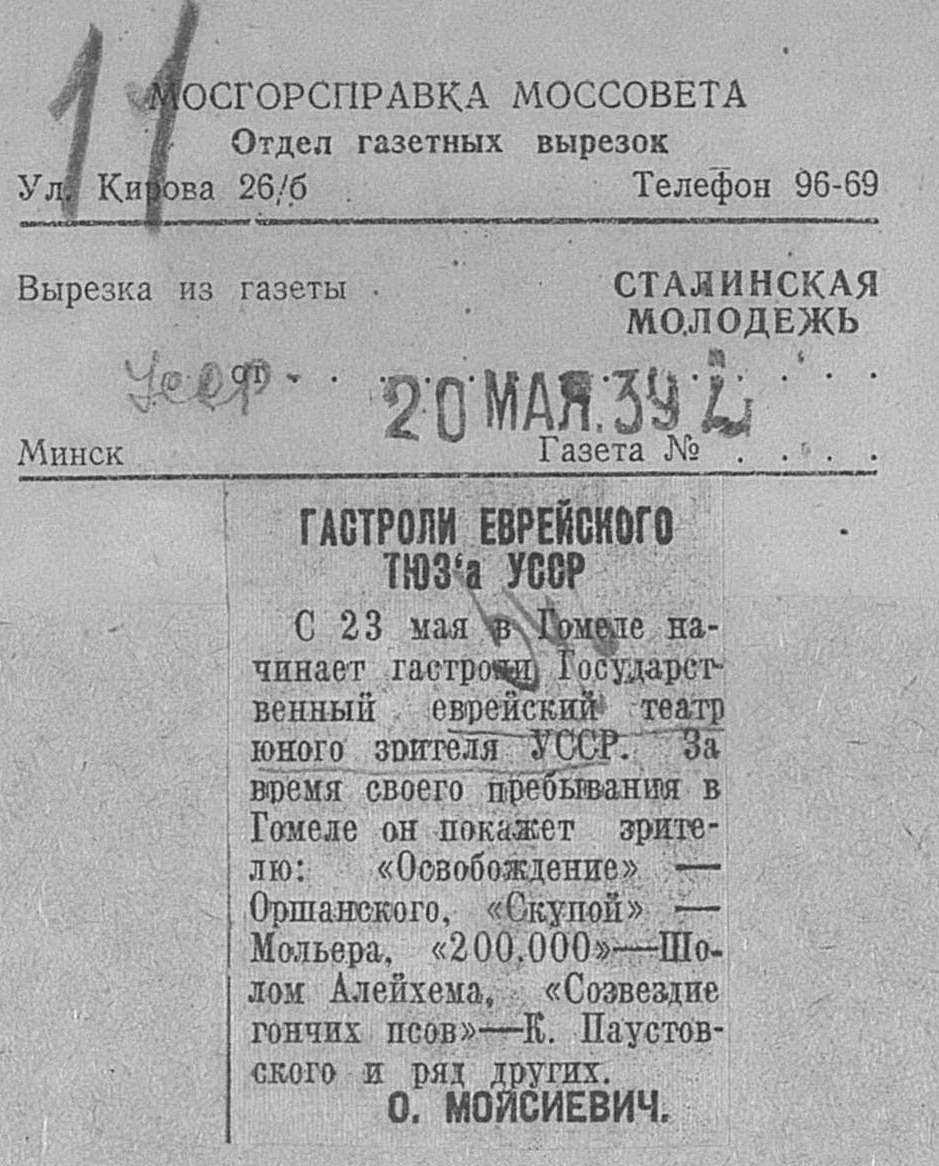 11
МОСГОРСПРАВКА МОССОВЕТА
Отдел газетных вырезок
Ул. Кирова 26/б Телефон 96-69
Вырезка из газеты
СТАЛИНСКАЯ
МОЛОДЕЖЬ
Усср от . . . . . . . . .
20 МАЯ.39
Минск Газета № . . . .
ГАСТРОЛИ ЕВРЕЙСКОГО
ТЮЗ‘а УССР
С 23 мая в Гомеле на-
чинает гастроли Государст-
венный еврейский театр
юного зрителя УССР. За
время своего пребывания в
Гомеле он покажет зрите-
лю: «Освобождение» —
Оршанского, «Скупой» —
Мольера, «200.000»—Шо-
лом Алейхема, «Созвездие
гончих псов»—К. Паустов-
ского и ряд других.
О. МОЙСИЕВИЧ.